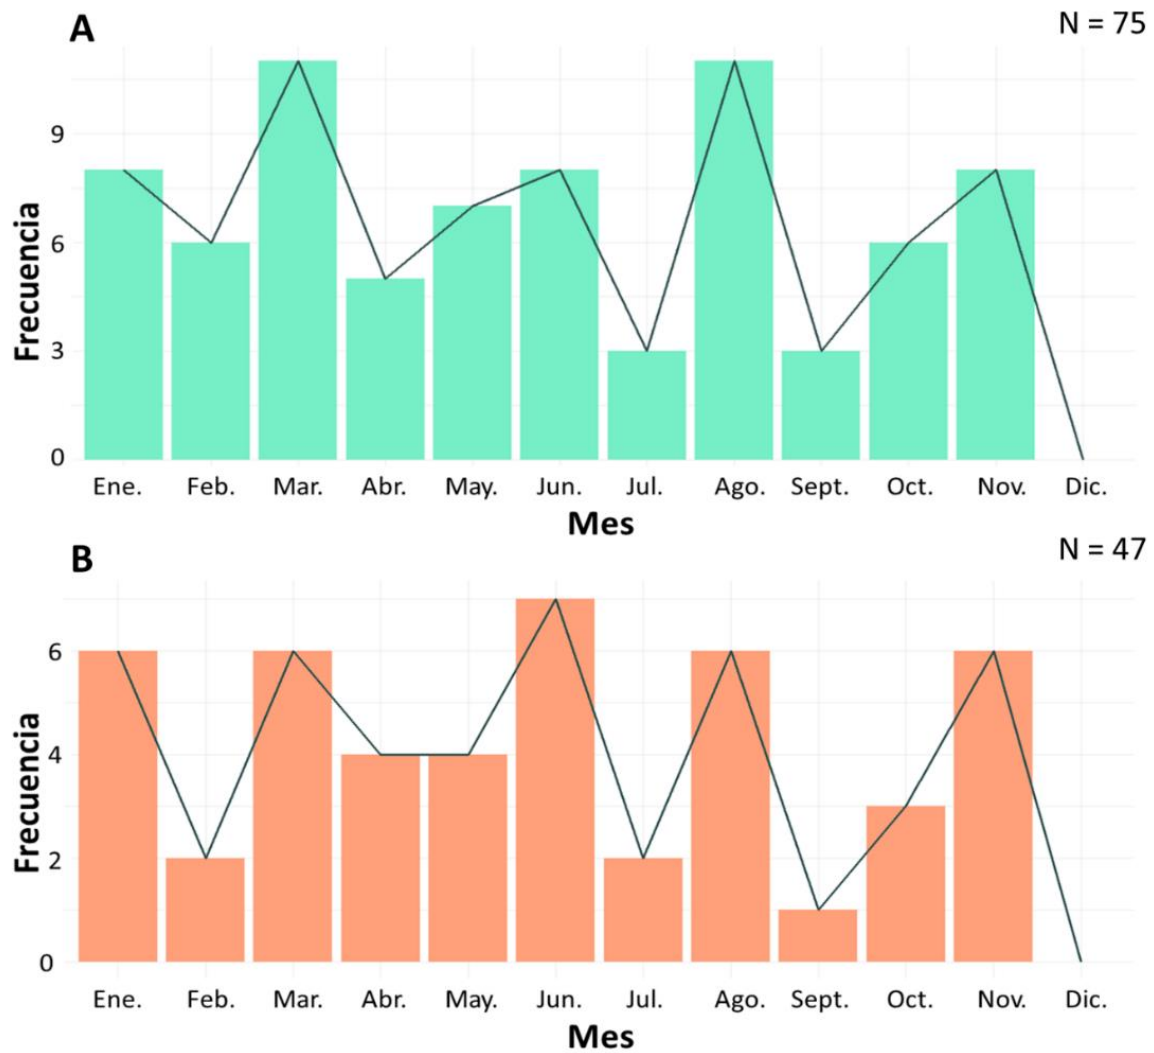 A
N = 75
Frecuencia
9
6
3
0
Ene. Feb. Mar. Abr. May. Jun. Jul. Ago. Sept. Oct. Nov. Dic.
Mes
B
N = 47
Frecuencia
6
4
2
0
Ene. Feb. Mar. Abr. May. Jun. Jul. Ago. Sept. Oct. Nov. Dic.
Mes